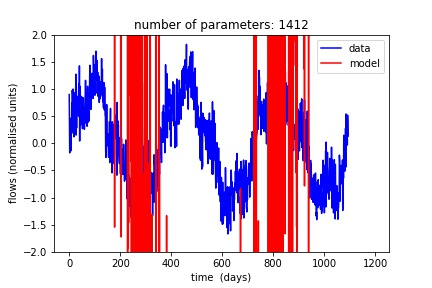 number of parameters: 1412
data
model
2.0
1.5
1.0
0.5
0.0
−0.5
−1.0
−1.5
−2.0
flows (normalised units)
0 200 400 600 800 1000 1200
time (days)